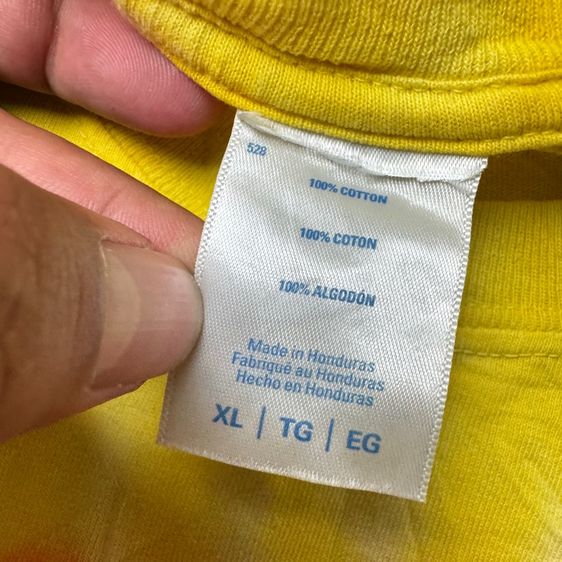 528
100% COTTON
100% COTON
100% ALGODÓN
Made in Honduras
Fabriqué au Honduras
Hecho en Honduras
XL | TG | EG